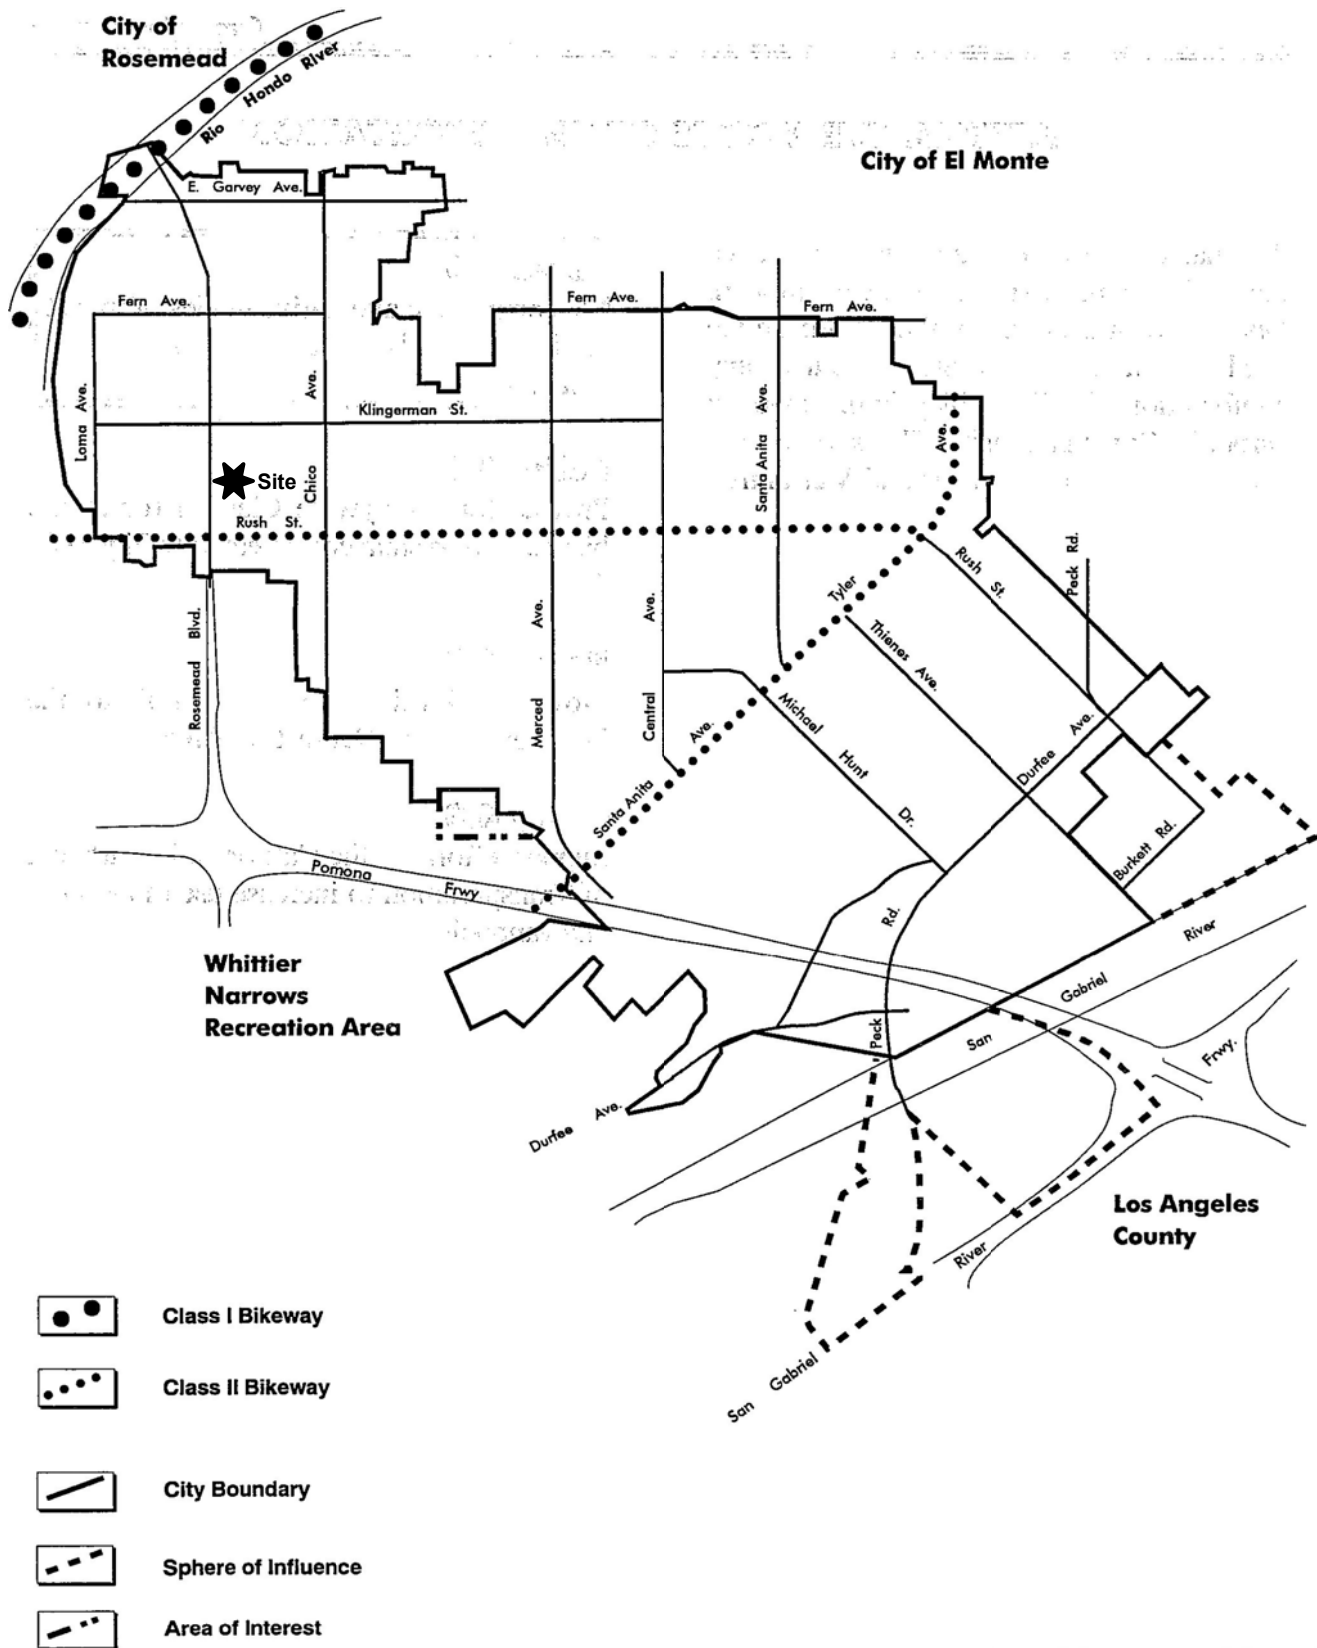 City of
Rosemead
Rio Hondo River
City of El Monte
E. Garvey Ave.
Fern Ave.
Fern Ave.
Fern Ave.
Loma Ave.
Chico Ave.
Klingerman St.
Santa Anita Ave.
Ave.
Site
Rush St.
Rush St.
Peck Rd.
Tyler
Thienes Ave.
Rosemead Blvd.
Merced Ave.
Central Ave.
Michael Hunt Dr.
Santa Anita Ave.
Durfee Ave.
Burkett Rd.
Pomona Frwy
Rd.
Peck
San Gabriel River
Frwy.
Whittier
Narrows
Recreation Area
Durfee Ave.
Los Angeles
County
San Gabriel River
Class I Bikeway
Class II Bikeway
City Boundary
Sphere of Influence
Area of Interest